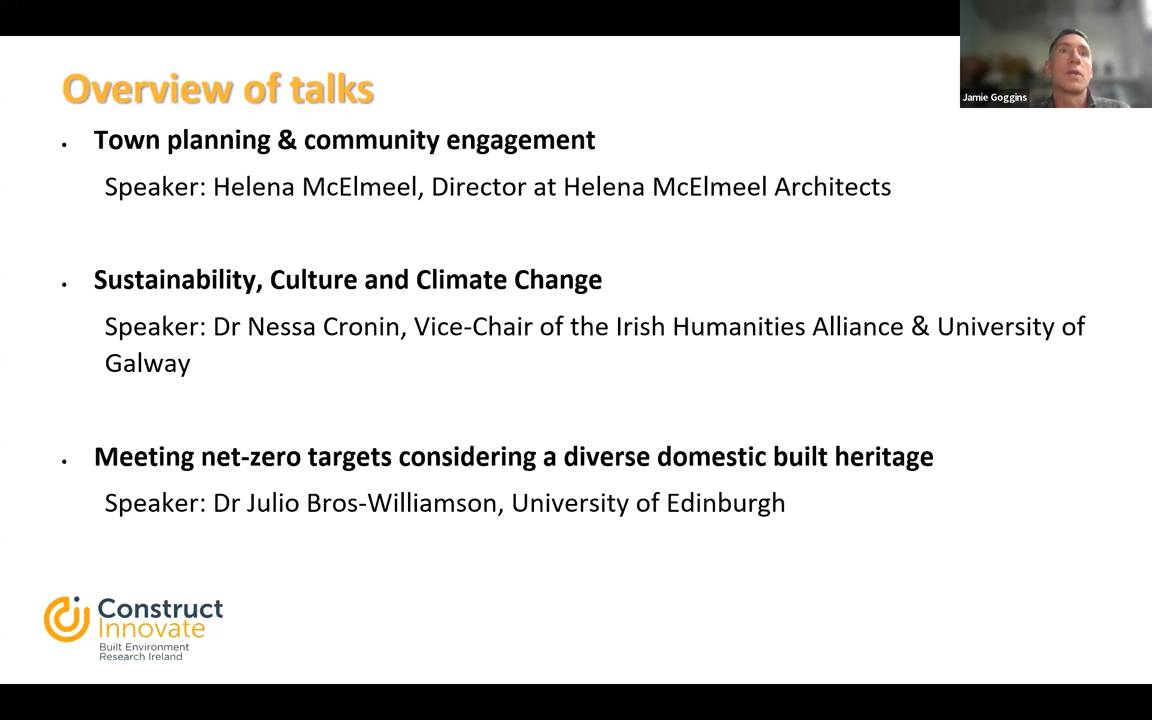 Overview of talks
Jamie Goggins
• Town planning & community engagement
Speaker: Helena McElmeel, Director at Helena McElmeel Architects
• Sustainability, Culture and Climate Change
Speaker: Dr Nessa Cronin, Vice-Chair of the Irish Humanities Alliance & University of
Galway
• Meeting net-zero targets considering a diverse domestic built heritage
Speaker: Dr Julio Bros-Williamson, University of Edinburgh
Construct
Innovate
Built Environment
Research Ireland